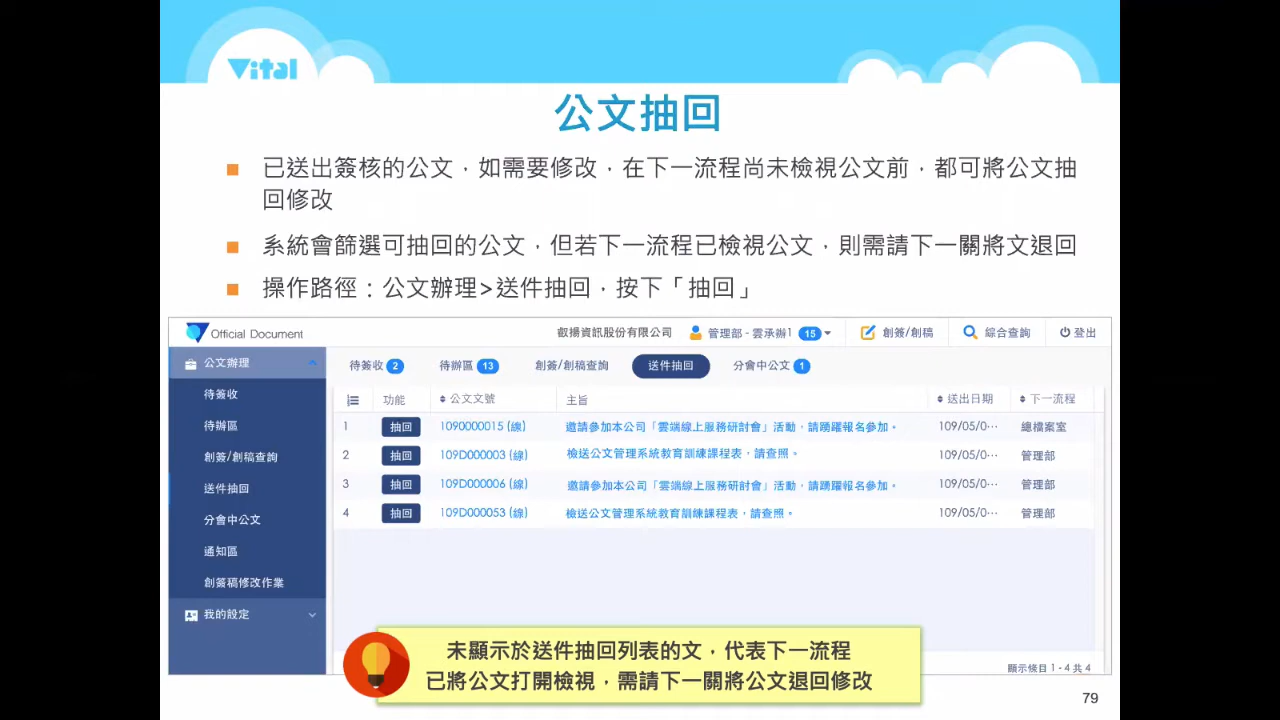 Vital
公文抽回
已送出簽核的公文，如需要修改，在下一流程尚未檢視公文前，都可將公文抽
回修改
系統會篩選可抽回的公文，但若下一流程已檢視公文，則需請下一關將文退回
操作路徑：公文辦理>送件抽回，按下「抽回」
Official Document
叡揚資訊股份有限公司 管理部 - 雲承辦1 15 創簽/創稿 綜合查詢 登出
公文辦理
待簽收
待辦區
創簽/創稿查詢
送件抽回
分會中公文
通知區
創簽稿修改作業
我的設定
待簽收 2 待辦區 13 創簽/創稿查詢 送件抽回 分會中公文 1
功能 公文文號 主旨 送出日期 下一流程
1 抽回 1090000015 (線) 邀請參加本公司「雲端線上服務研討會」活動，請踴躍報名參加。 109/05/0… 總檔案室
2 抽回 109D000003 (線) 檢送公文管理系統教育訓練課程表，請查照。 109/05/0… 管理部
3 抽回 109D000006 (線) 邀請參加本公司「雲端線上服務研討會」活動，請踴躍報名參加。 109/05/0… 管理部
4 抽回 109D000053 (線) 檢送公文管理系統教育訓練課程表，請查照。 109/05/0… 管理部
顯示條目 1 - 4 共 4
未顯示於送件抽回列表的文，代表下一流程
已將公文打開檢視，需請下一關將公文退回修改
79